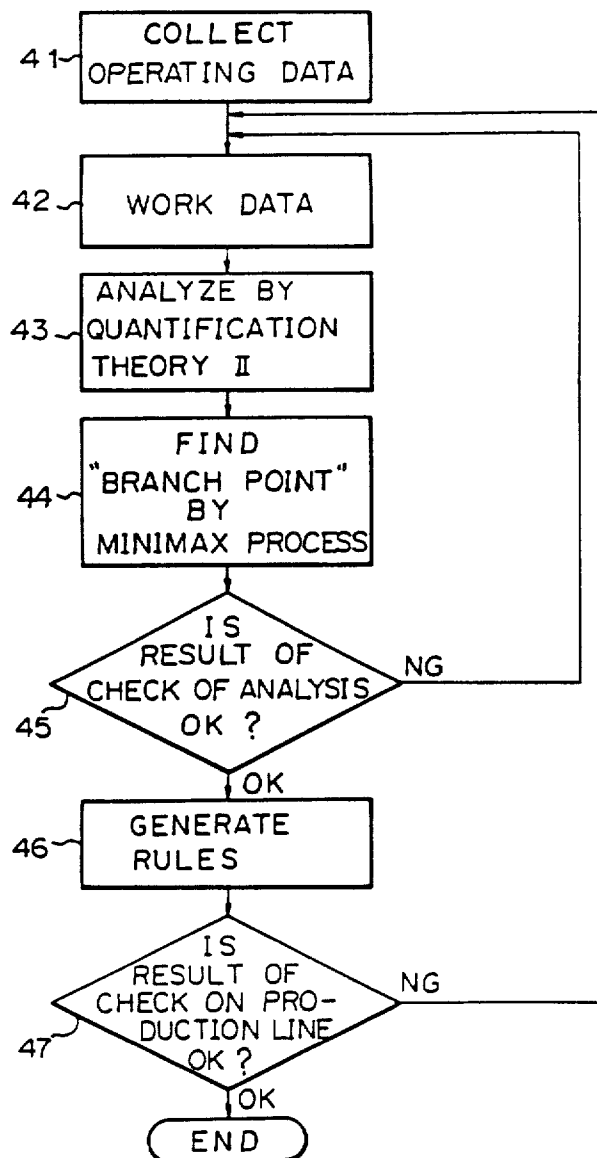 41
COLLECT
OPERATING DATA
42
WORK DATA
43
ANALYZE BY
QUANTIFICATION
THEORY II
44
FIND
"BRANCH POINT"
BY
MINIMAX PROCESS
45
IS
RESULT OF
CHECK OF ANALYSIS
OK ?
NG
OK
46
GENERATE
RULES
47
IS
RESULT OF
CHECK ON PRO-
DUCTION LINE
OK ?
NG
OK
END